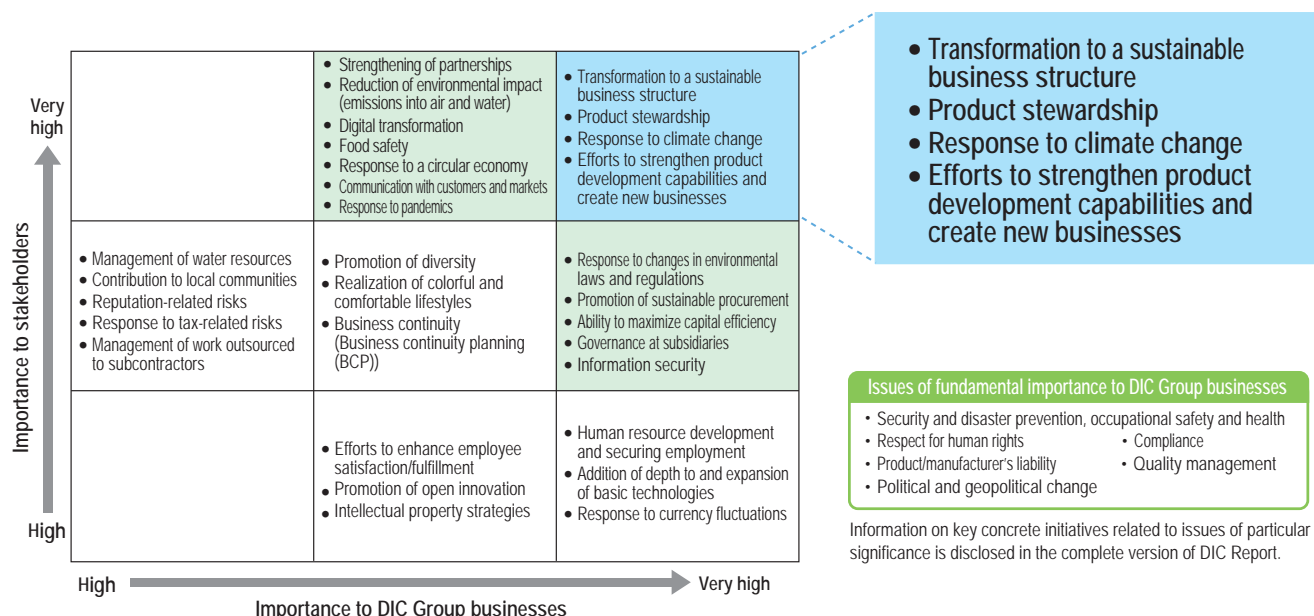 Importance to stakeholders
Very
high
High
• Strengthening of partnerships
• Reduction of environmental impact
(emissions into air and water)
• Digital transformation
• Food safety
• Response to a circular economy
• Communication with customers and markets
• Response to pandemics
• Transformation to a sustainable
business structure
• Product stewardship
• Response to climate change
• Efforts to strengthen product
development capabilities and
create new businesses
• Management of water resources
• Contribution to local communities
• Reputation-related risks
• Response to tax-related risks
• Management of work outsourced
to subcontractors
• Promotion of diversity
• Realization of colorful and
comfortable lifestyles
• Business continuity
(Business continuity planning
(BCP))
• Response to changes in environmental
laws and regulations
• Promotion of sustainable procurement
• Ability to maximize capital efficiency
• Governance at subsidiaries
• Information security
• Efforts to enhance employee
satisfaction/fulfillment
• Promotion of open innovation
• Intellectual property strategies
• Human resource development
and securing employment
• Addition of depth to and expansion
of basic technologies
• Response to currency fluctuations
High
Very high
Importance to DIC Group businesses
• Transformation to a sustainable
business structure
• Product stewardship
• Response to climate change
• Efforts to strengthen product
development capabilities and
create new businesses
Issues of fundamental importance to DIC Group businesses
• Security and disaster prevention, occupational safety and health
• Respect for human rights
• Compliance
• Product/manufacturer's liability
• Quality management
• Political and geopolitical change
Information on key concrete initiatives related to issues of particular
significance is disclosed in the complete version of DIC Report.